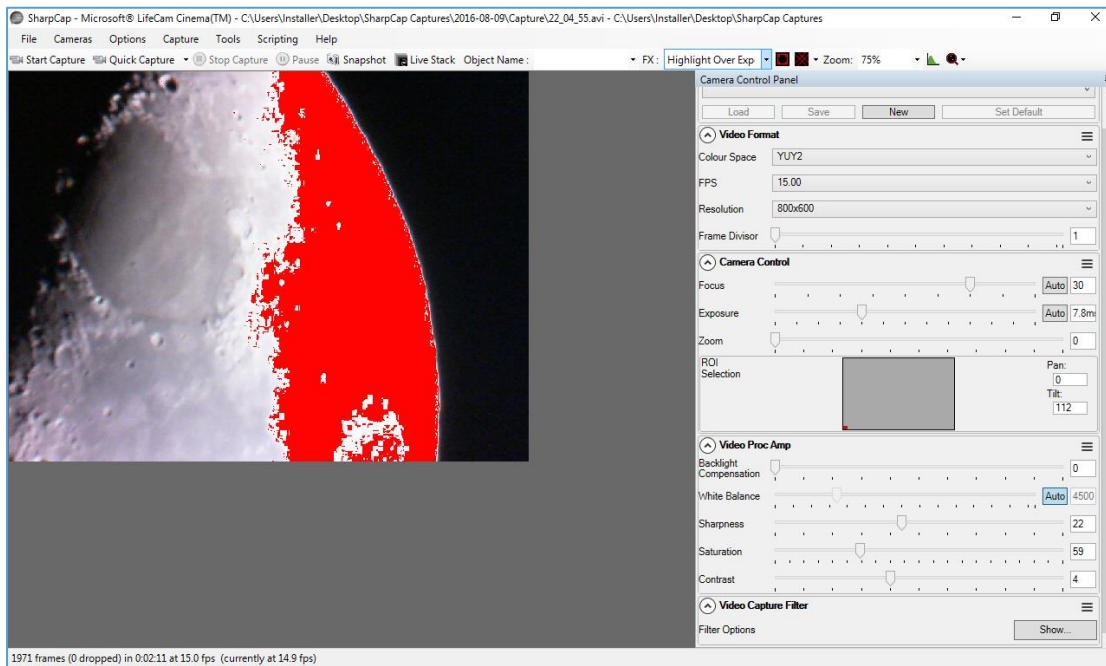 SharpCap - Microsoft® LifeCam Cinema(TM) - C:\Users\Installer\Desktop\SharpCap Captures\2016-08-09\Capture\22_04_55.avi - C:\Users\Installer\Desktop\SharpCap Captures
File Cameras Options Capture Tools Scripting Help
Start Capture Quick Capture Stop Capture Pause Snapshot Live Stack Object Name : FX : Highlight Over Exp Zoom: 75%
Camera Control Panel
Load Save New Set Default
Video Format
Colour Space YUY2
FPS 15.00
Resolution 800x600
Frame Divisor 1
Camera Control
Focus Auto 30
Exposure Auto 7.8m
Zoom 0
ROI Selection
Pan:
0
Tilt:
112
Video Proc Amp
Backlight Compensation 0
White Balance Auto 4500
Sharpness 22
Saturation 59
Contrast 4
Video Capture Filter
Filter Options Show...
1971 frames (0 dropped) in 0:02:11 at 15.0 fps (currently at 14.9 fps)